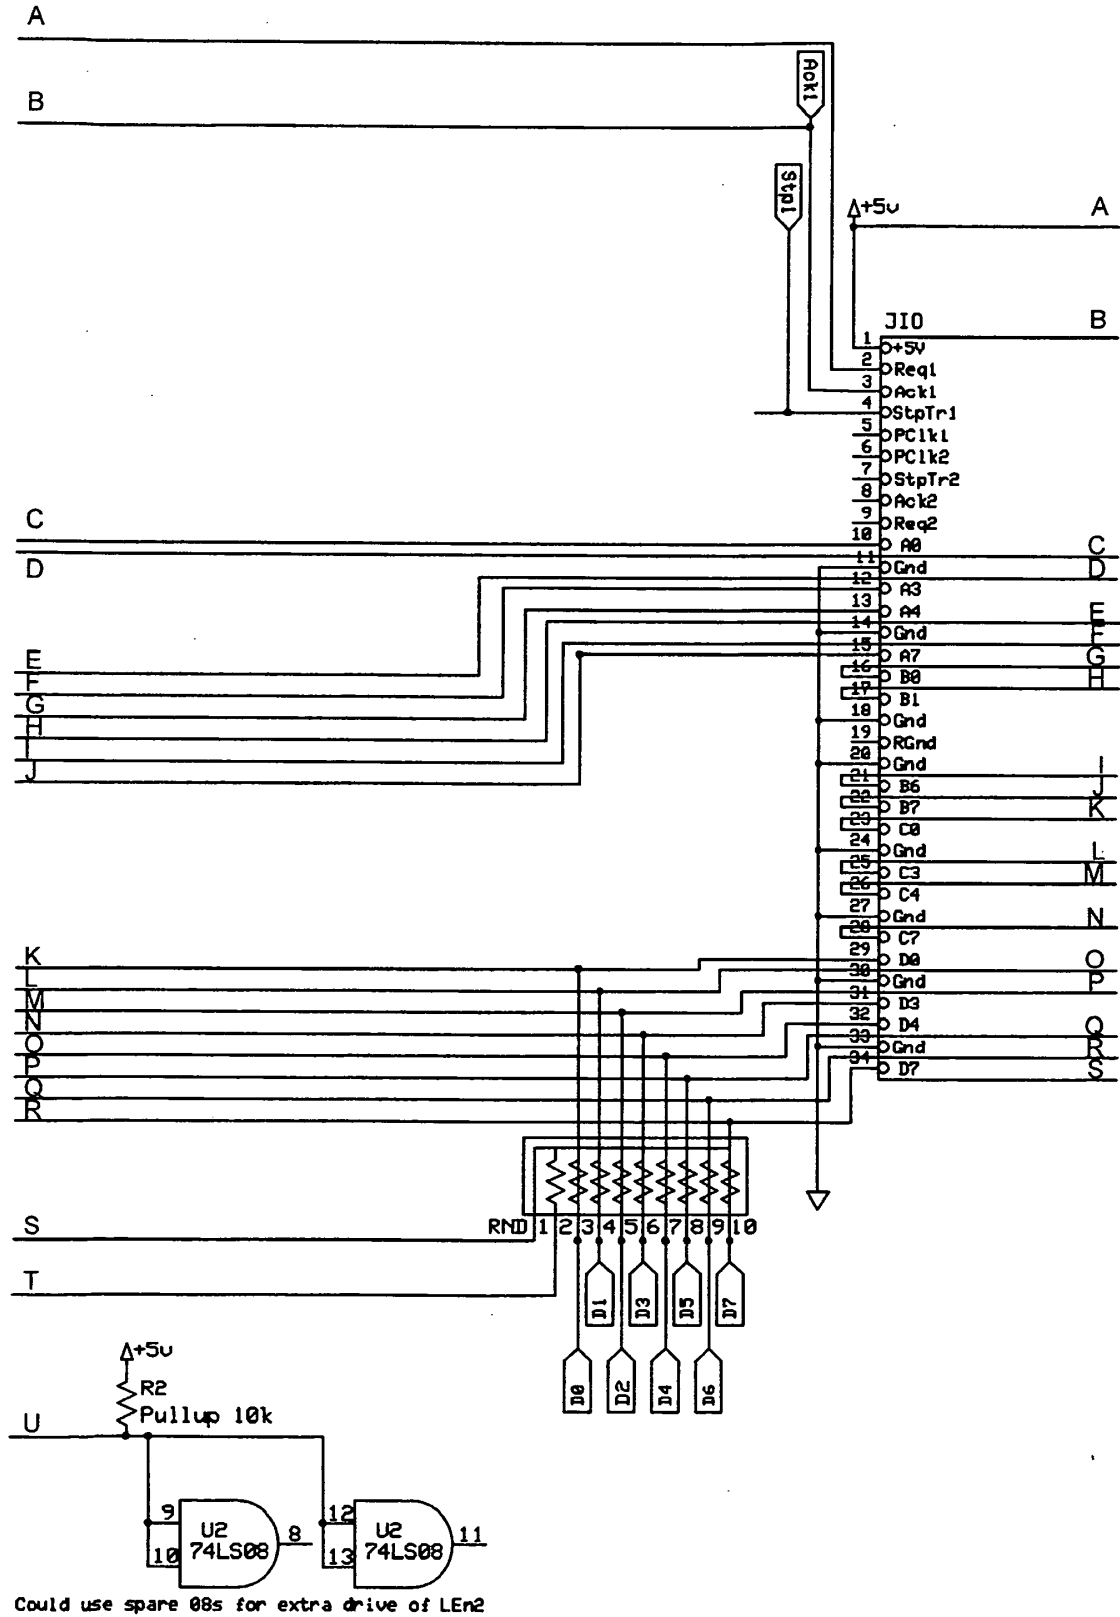 A
Ack1
B
Stp1
+5v
A
JIO
B
1
+5V
2
Req1
3
Ack1
4
StpTr1
5
PClk1
6
PClk2
7
StpTr2
8
Ack2
9
Req2
10
A0
C
C
D
11
Gnd
D
12
A3
13
A4
E
14
Gnd
F
15
A7
G
16
B0
H
17
B1
18
Gnd
19
RGnd
20
Gnd
I
21
B6
J
22
B7
K
23
C0
24
Gnd
L
25
C3
M
26
C4
27
Gnd
N
28
C7
29
D0
O
30
Gnd
P
31
D3
32
D4
Q
33
Gnd
R
34
D7
S
E
F
G
H
I
J
K
L
M
N
O
P
Q
R
S
RND 1 2 3 4 5 6 7 8 9 10
T
D1 D3 D5 D7
D0 D2 D4 D6
+5v
R2
Pullup 10k
U
9
10
U2
74LS08
8
12
13
U2
74LS08
11
Could use spare 08s for extra drive of LEn2